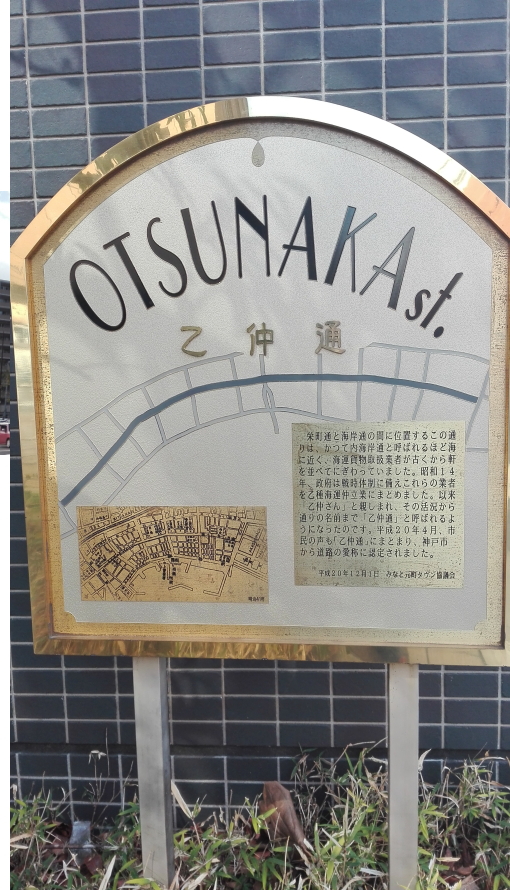 OTSUNAKA st.
乙仲通
栄町通と海岸通の間に位置するこの通
りは、かつて内海岸通と呼ばれるほど海
に近く、海運貨物取扱業者が古くから軒
を並べてにぎわっていました。昭和14
年、政府は戦時体制に備えこれらの業者
を乙種海運仲立業にまとめました。以来
「乙仲さん」と親しまれ、その活況から
通りの名前まで「乙仲通」と呼ばれるよ
うになったのです。平成20年4月、市
民の声も「乙仲通」にまとまり、神戸市
から道路の愛称に認定されました。
平成20年12月1日 みなと元町タウン協議会